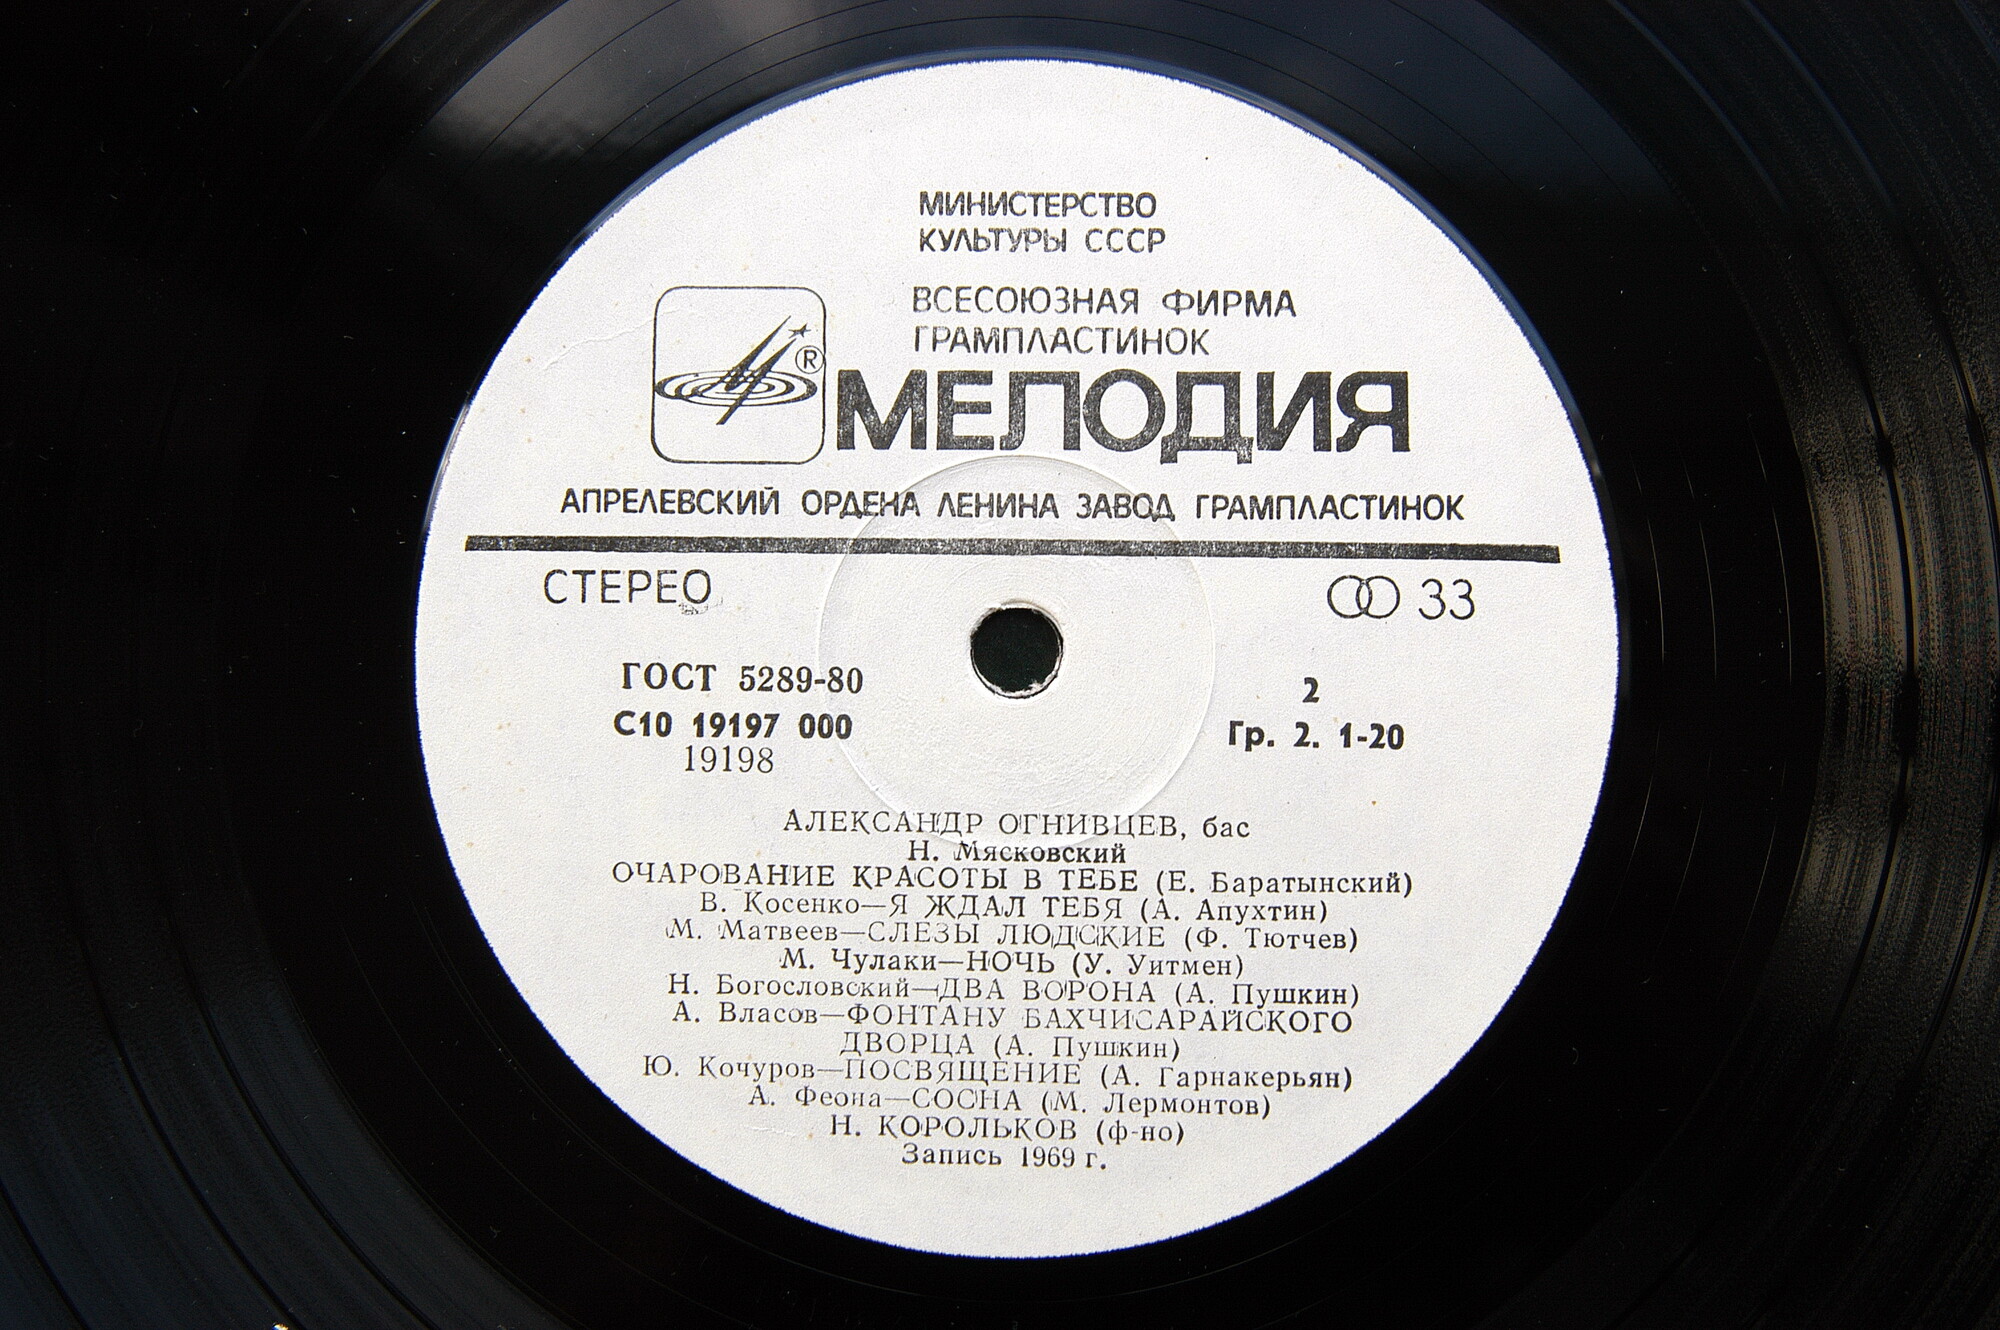 МИНИСТЕРСТВО
КУЛЬТУРЫ СССР
ВСЕСОЮЗНАЯ ФИРМА
ГРАМПЛАСТИНОК
®
МЕЛОДИЯ
АПРЕЛЕВСКИЙ ОРДЕНА ЛЕНИНА ЗАВОД ГРАМПЛАСТИНОК
СТЕРЕО
33
ГОСТ 5289-80
2
С10 19197 000
Гр. 2. 1-20
19198
АЛЕКСАНДР ОГНИВЦЕВ, бас
Н. Мясковский
ОЧАРОВАНИЕ КРАСОТЫ В ТЕБЕ (Е. Баратынский)
В. Косенко—Я ЖДАЛ ТЕБЯ (А. Апухтин)
М. Матвеев—СЛЕЗЫ ЛЮДСКИЕ (Ф. Тютчев)
М. Чулаки—НОЧЬ (У. Уитмен)
Н. Богословский—ДВА ВОРОНА (А. Пушкин)
А. Власов—ФОНТАНУ БАХЧИСАРАЙСКОГО
ДВОРЦА (А. Пушкин)
Ю. Кочуров—ПОСВЯЩЕНИЕ (А. Гарнакерьян)
А. Феона—СОСНА (М. Лермонтов)
Н. КОРОЛЬКОВ (ф-но)
Запись 1969 г.